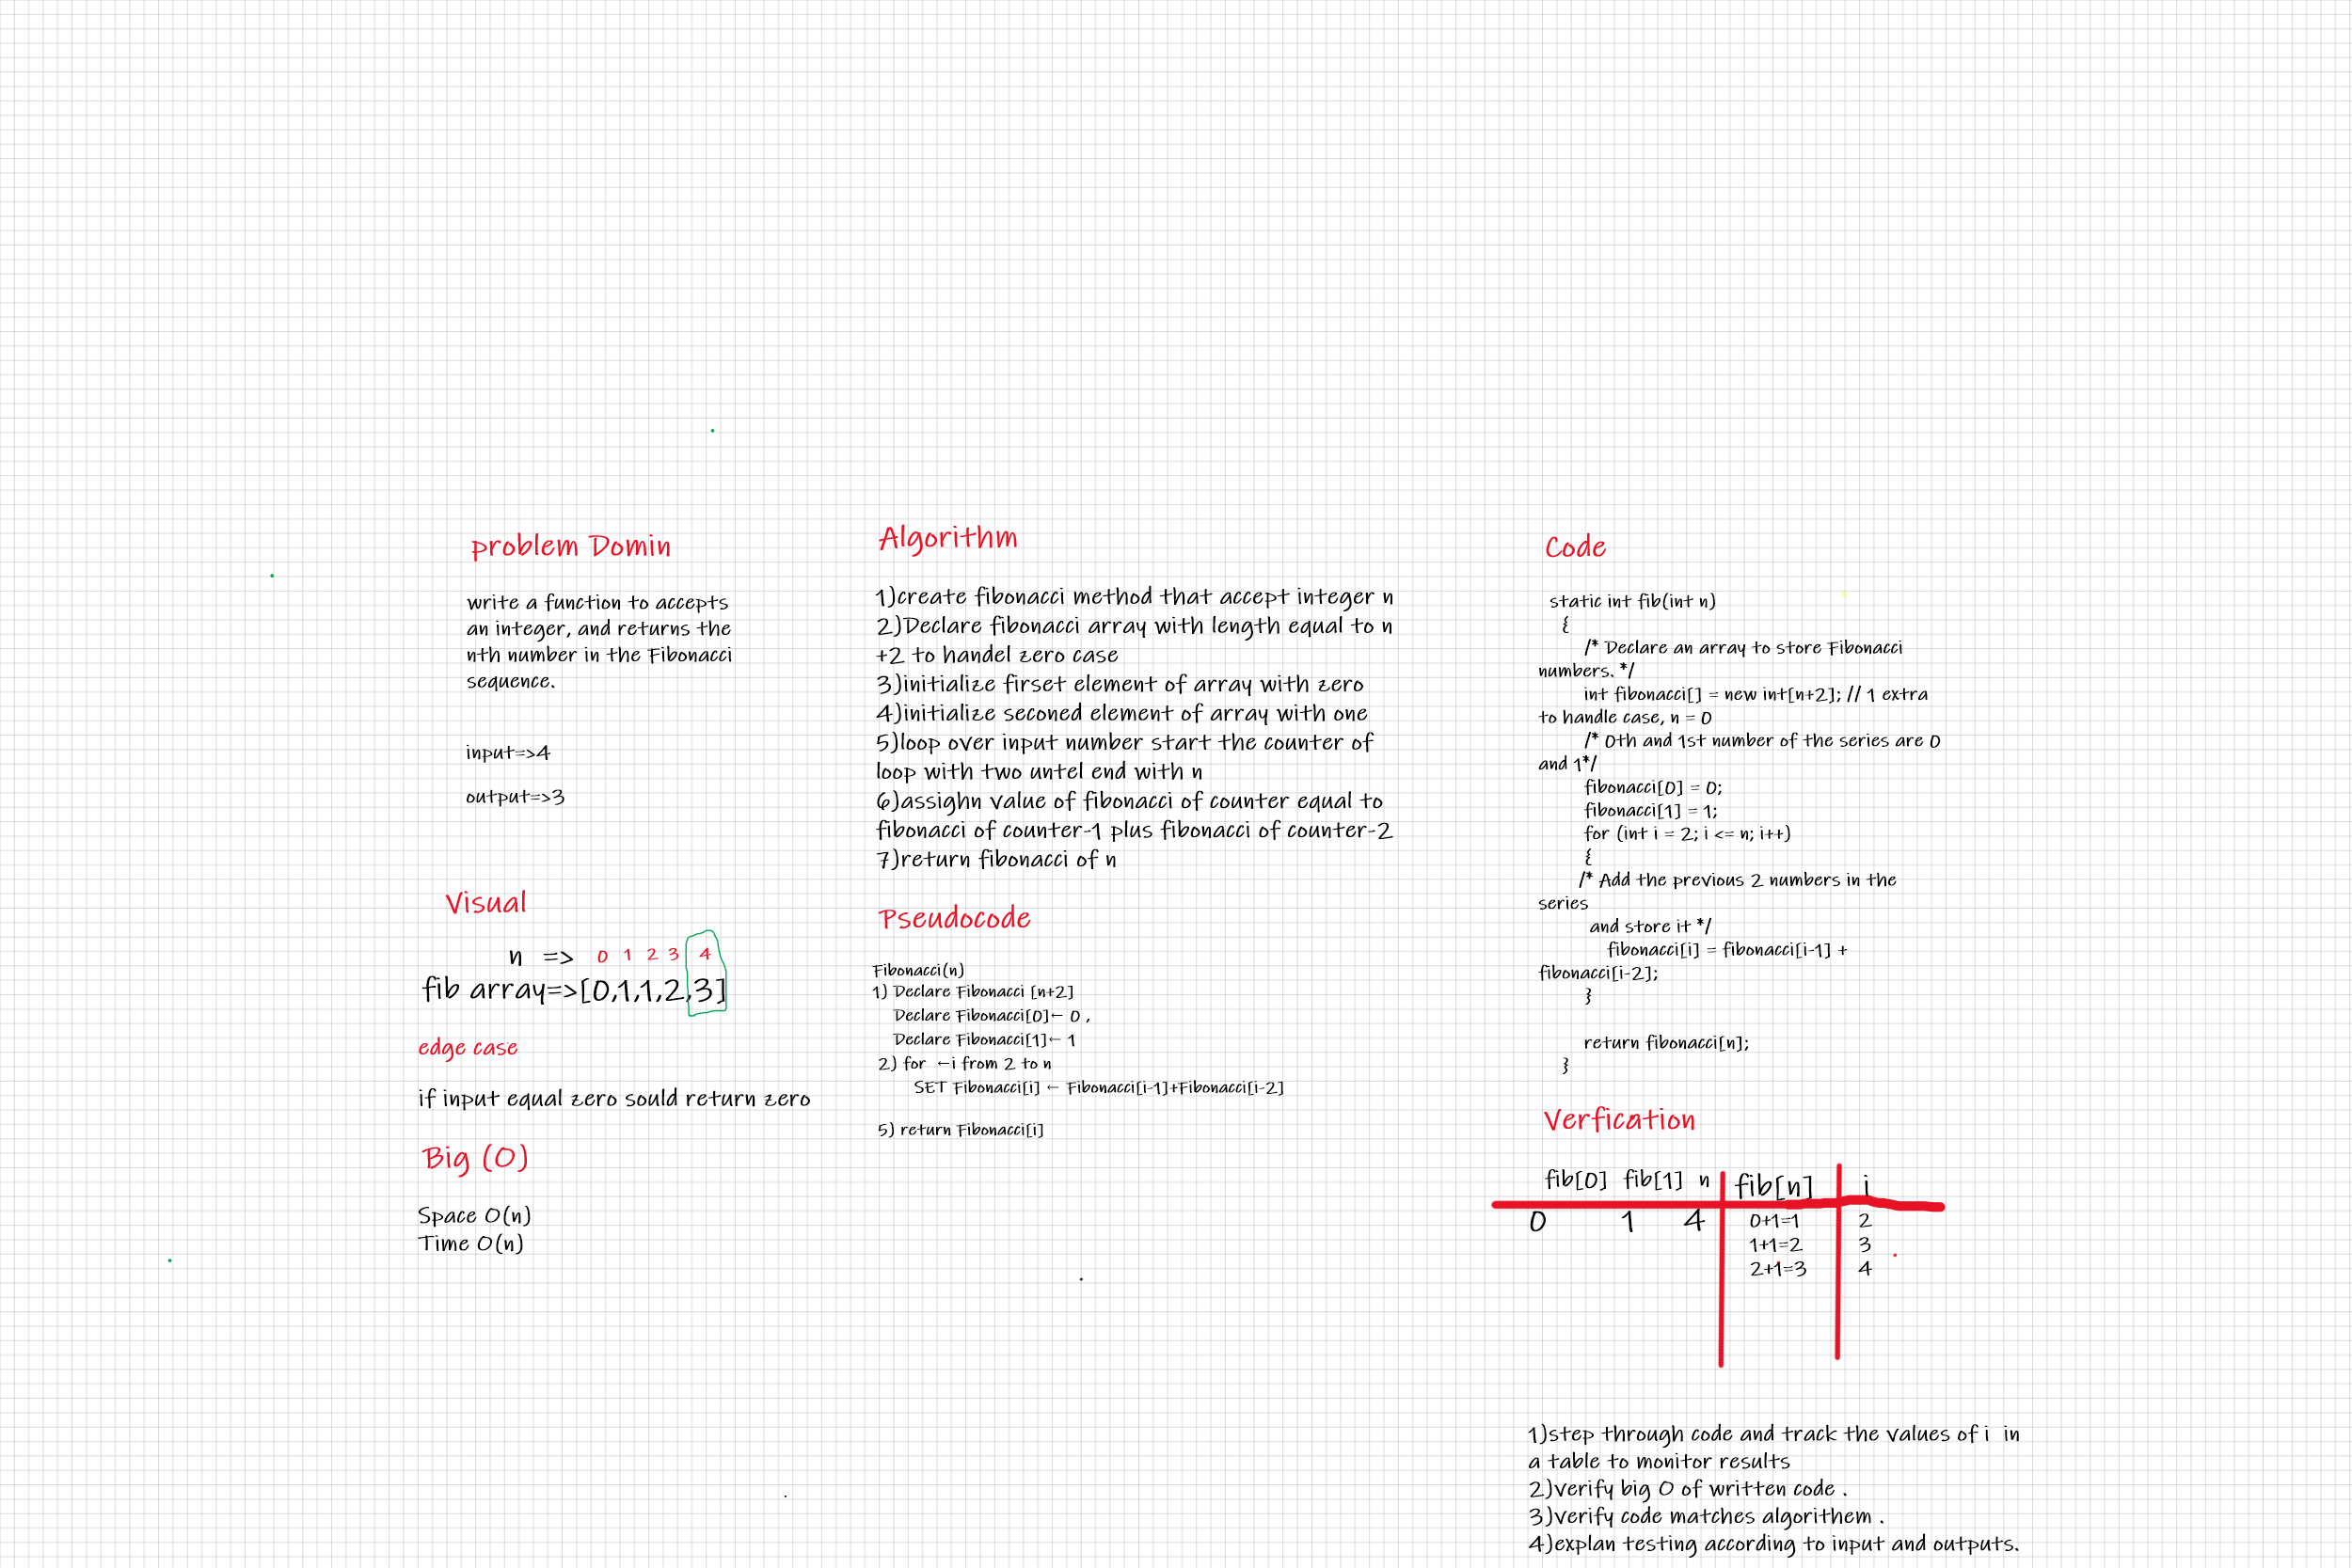 problem Domin
write a function to accepts
an integer, and returns the
nth number in the Fibonacci
sequence.
input=>4
output=>3
Visual
n => 0 1 2 3 4
fib array=>[0,1,1,2,3]
edge case
if input equal zero sould return zero
Big (O)
Space O(n)
Time O(n)
Algorithm
1)create fibonacci method that accept integer n
2)Declare fibonacci array with length equal to n
+2 to handel zero case
3)initialize firset element of array with zero
4)initialize seconed element of array with one
5)loop over input number start the counter of
loop with two untel end with n
6)assighn value of fibonacci of counter equal to
fibonacci of counter-1 plus fibonacci of counter-2
7)return fibonacci of n
Pseudocode
Fibonacci(n)
1) Declare Fibonacci [n+2]
Declare Fibonacci[0]← 0 ,
Declare Fibonacci[1]← 1
2) for ←i from 2 to n
SET Fibonacci[i] ← Fibonacci[i-1]+Fibonacci[i-2]
5) return Fibonacci[i]
Code
static int fib(int n)
{
/* Declare an array to store Fibonacci
numbers. */
int fibonacci[] = new int[n+2]; // 1 extra
to handle case, n = 0
/* 0th and 1st number of the series are 0
and 1*/
fibonacci[0] = 0;
fibonacci[1] = 1;
for (int i = 2; i <= n; i++)
{
/* Add the previous 2 numbers in the
series
and store it */
fibonacci[i] = fibonacci[i-1] +
fibonacci[i-2];
}
return fibonacci[n];
}
Verfication
fib[0] fib[1] n fib[n] i
0 1 4 0+1=1 2
1+1=2 3
2+1=3 4
1)step through code and track the values of i in
a table to monitor results
2)verify big O of written code .
3)verify code matches algorithem .
4)explan testing according to input and outputs.